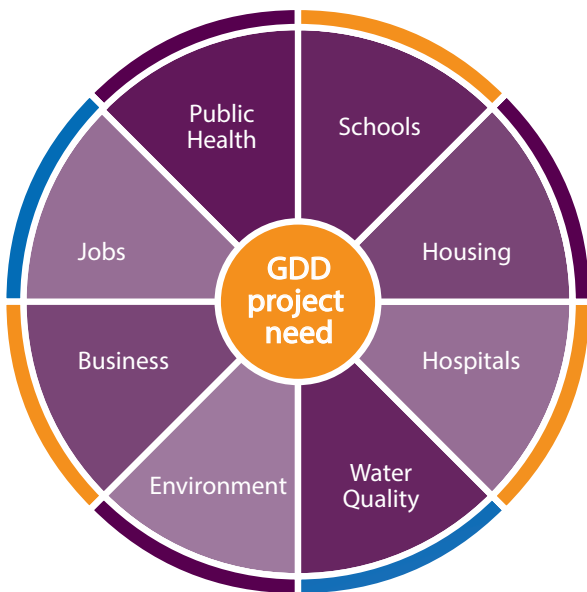 Public
Health
Schools
Jobs
Housing
GDD
project
need
Business
Hospitals
Environment
Water
Quality